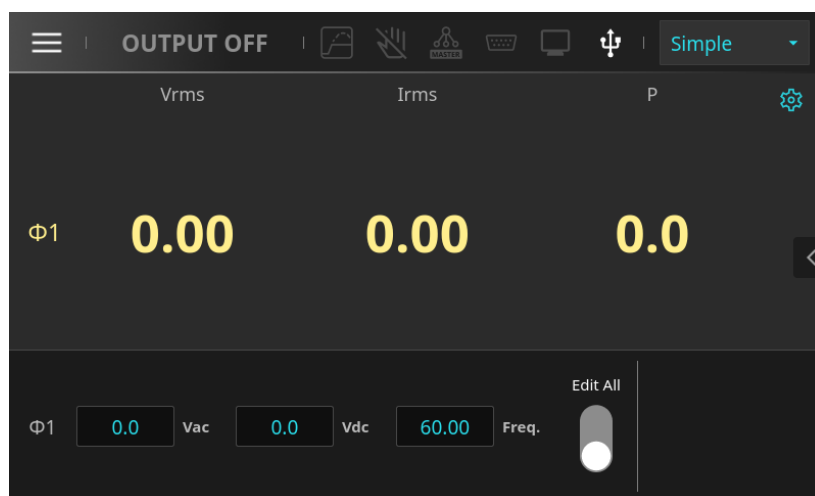 OUTPUT OFF MASTER Simple
Vrms Irms P
Φ1 0.00 0.00 0.0
Edit All
Φ1 0.0 Vac 0.0 Vdc 60.00 Freq.